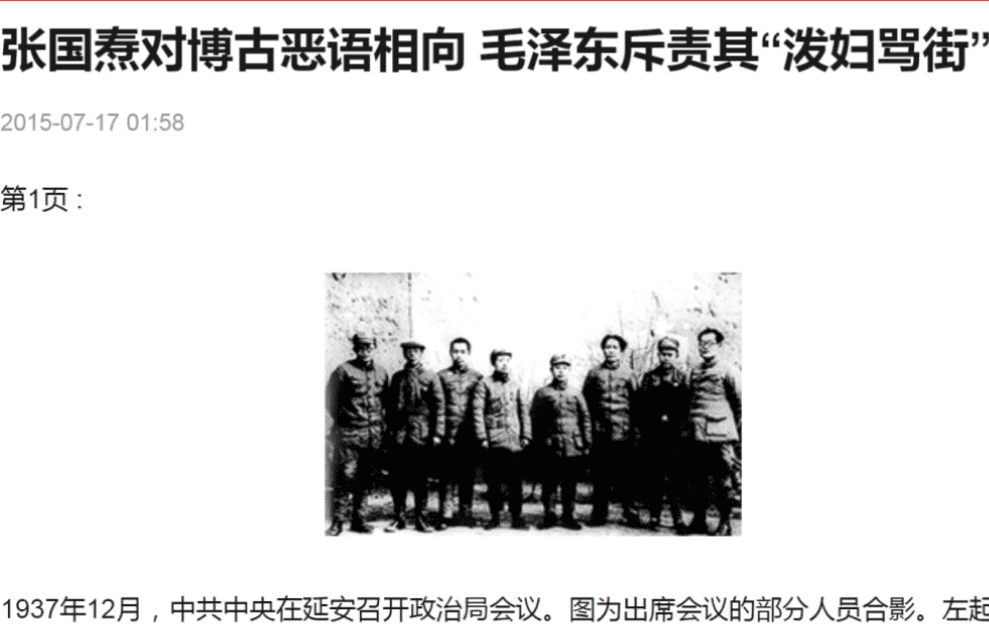 张国焘对博古恶语相向 毛泽东斥责其“泼妇骂街”
2015-07-17 01:58
第1页：
1937年12月，中共中央在延安召开政治局会议。图为出席会议的部分人员合影。左起